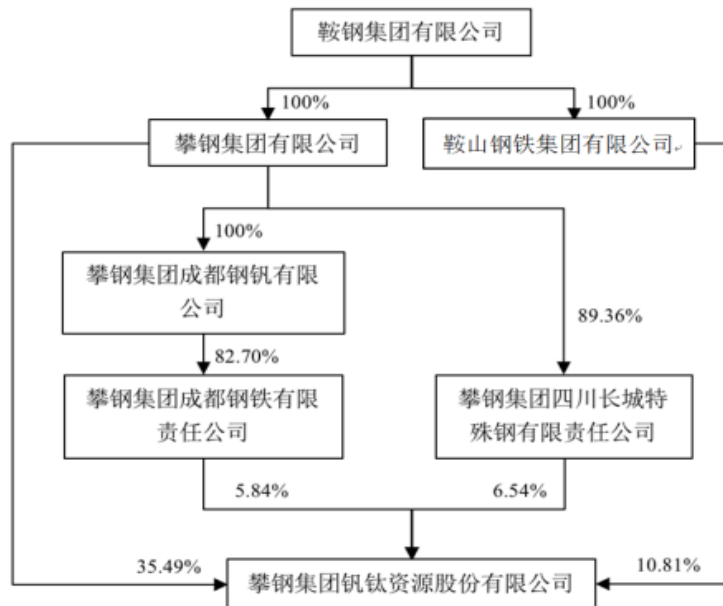 鞍钢集团有限公司
100%
100%
攀钢集团有限公司
鞍山钢铁集团有限公司
100%
攀钢集团成都钢钒有限
公司
89.36%
82.70%
攀钢集团成都钢铁有限
责任公司
攀钢集团四川长城特
殊钢有限责任公司
5.84%
6.54%
35.49%
攀钢集团钒钛资源股份有限公司
10.81%